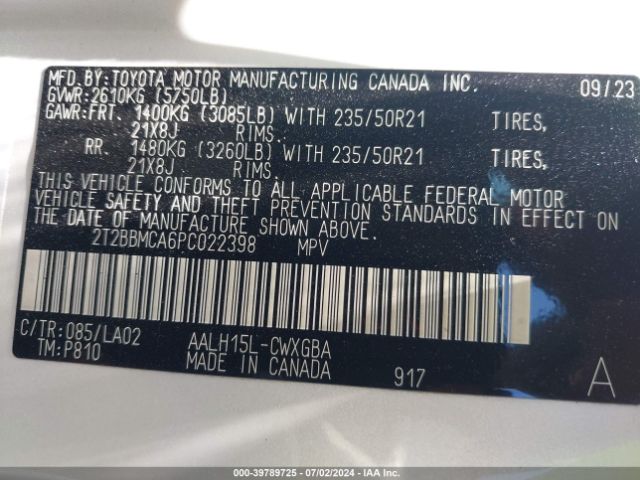 MFD.BY:TOYOTA MOTOR MANUFACTURING CANADA INC. 09/23
GVWR:2610KG (5750LB)
GAWR:FRT. 1400KG (3085LB) WITH 235/50R21 TIRES,
21X8J RIMS.
RR. 1480KG (3260LB) WITH 235/50R21 TIRES,
21X8J RIMS.
THIS VEHICLE CONFORMS TO ALL APPLICABLE FEDERAL MOTOR
VEHICLE SAFETY AND THEFT PREVENTION STANDARDS IN EFFECT ON
THE DATE OF MANUFACTURE SHOWN ABOVE.
2T2BBMCA6PC022398 MPV
C/TR:085/LA02 AALH15L-CWXGBA
TM:P810 MADE IN CANADA 917 A
000-39789725 | 07/02/2024 | IAA Inc.